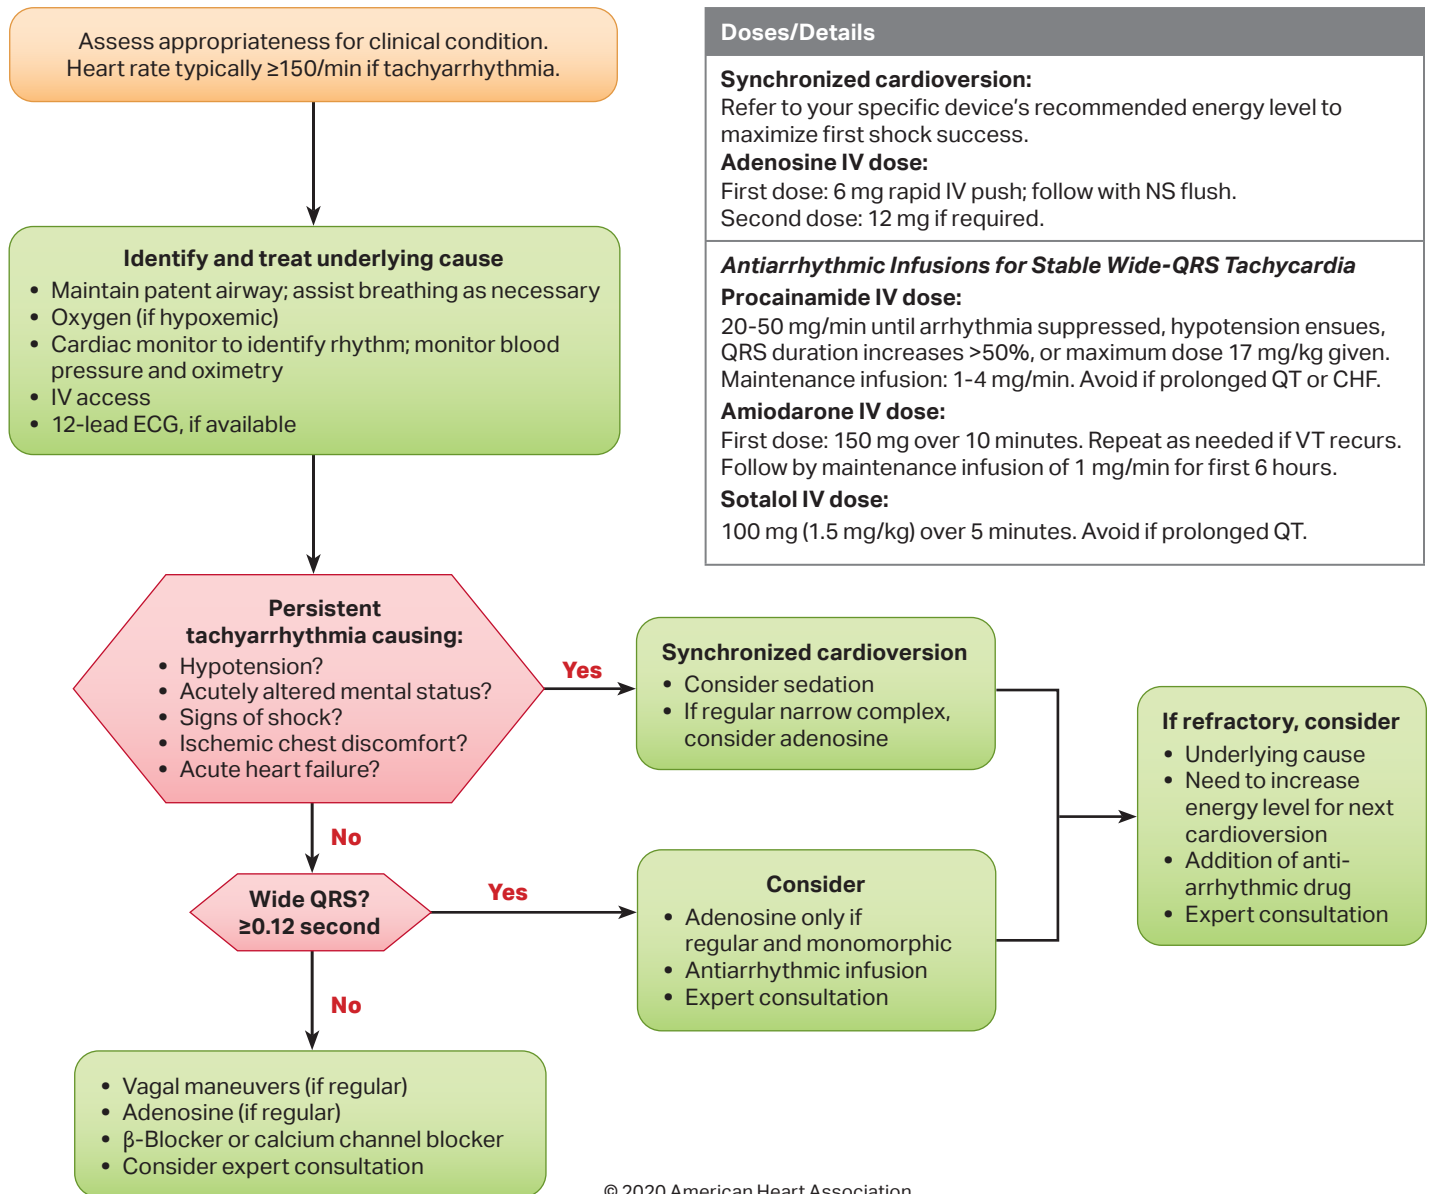 Assess appropriateness for clinical condition.
Heart rate typically ≥150/min if tachyarrhythmia.
Identify and treat underlying cause
• Maintain patent airway; assist breathing as necessary
• Oxygen (if hypoxemic)
• Cardiac monitor to identify rhythm; monitor blood
pressure and oximetry
• IV access
• 12-lead ECG, if available
Doses/Details
Synchronized cardioversion:
Refer to your specific device's recommended energy level to
maximize first shock success.
Adenosine IV dose:
First dose: 6 mg rapid IV push; follow with NS flush.
Second dose: 12 mg if required.
Antiarrhythmic Infusions for Stable Wide-QRS Tachycardia
Procainamide IV dose:
20-50 mg/min until arrhythmia suppressed, hypotension ensues,
QRS duration increases >50%, or maximum dose 17 mg/kg given.
Maintenance infusion: 1-4 mg/min. Avoid if prolonged QT or CHF.
Amiodarone IV dose:
First dose: 150 mg over 10 minutes. Repeat as needed if VT recurs.
Follow by maintenance infusion of 1 mg/min for first 6 hours.
Sotalol IV dose:
100 mg (1.5 mg/kg) over 5 minutes. Avoid if prolonged QT.
Persistent
tachyarrhythmia causing:
• Hypotension?
• Acutely altered mental status?
• Signs of shock?
• Ischemic chest discomfort?
• Acute heart failure?
Yes
Synchronized cardioversion
• Consider sedation
• If regular narrow complex,
consider adenosine
If refractory, consider
• Underlying cause
• Need to increase
energy level for next
cardioversion
• Addition of anti-
arrhythmic drug
• Expert consultation
No
Wide QRS?
≥0.12 second
Yes
Consider
• Adenosine only if
regular and monomorphic
• Antiarrhythmic infusion
• Expert consultation
No
• Vagal maneuvers (if regular)
• Adenosine (if regular)
• β-Blocker or calcium channel blocker
• Consider expert consultation
© 2020 American Heart Association